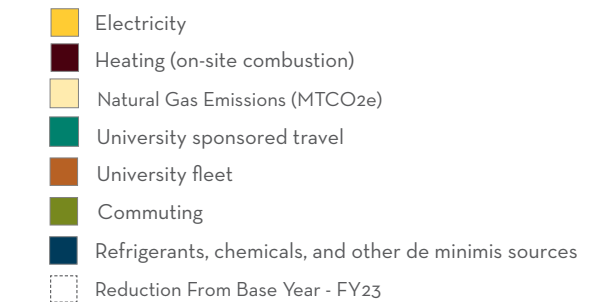 Electricity
Heating (on-site combustion)
Natural Gas Emissions (MTCO2e)
University sponsored travel
University fleet
Commuting
Refrigerants, chemicals, and other de minimis sources
Reduction From Base Year - FY23